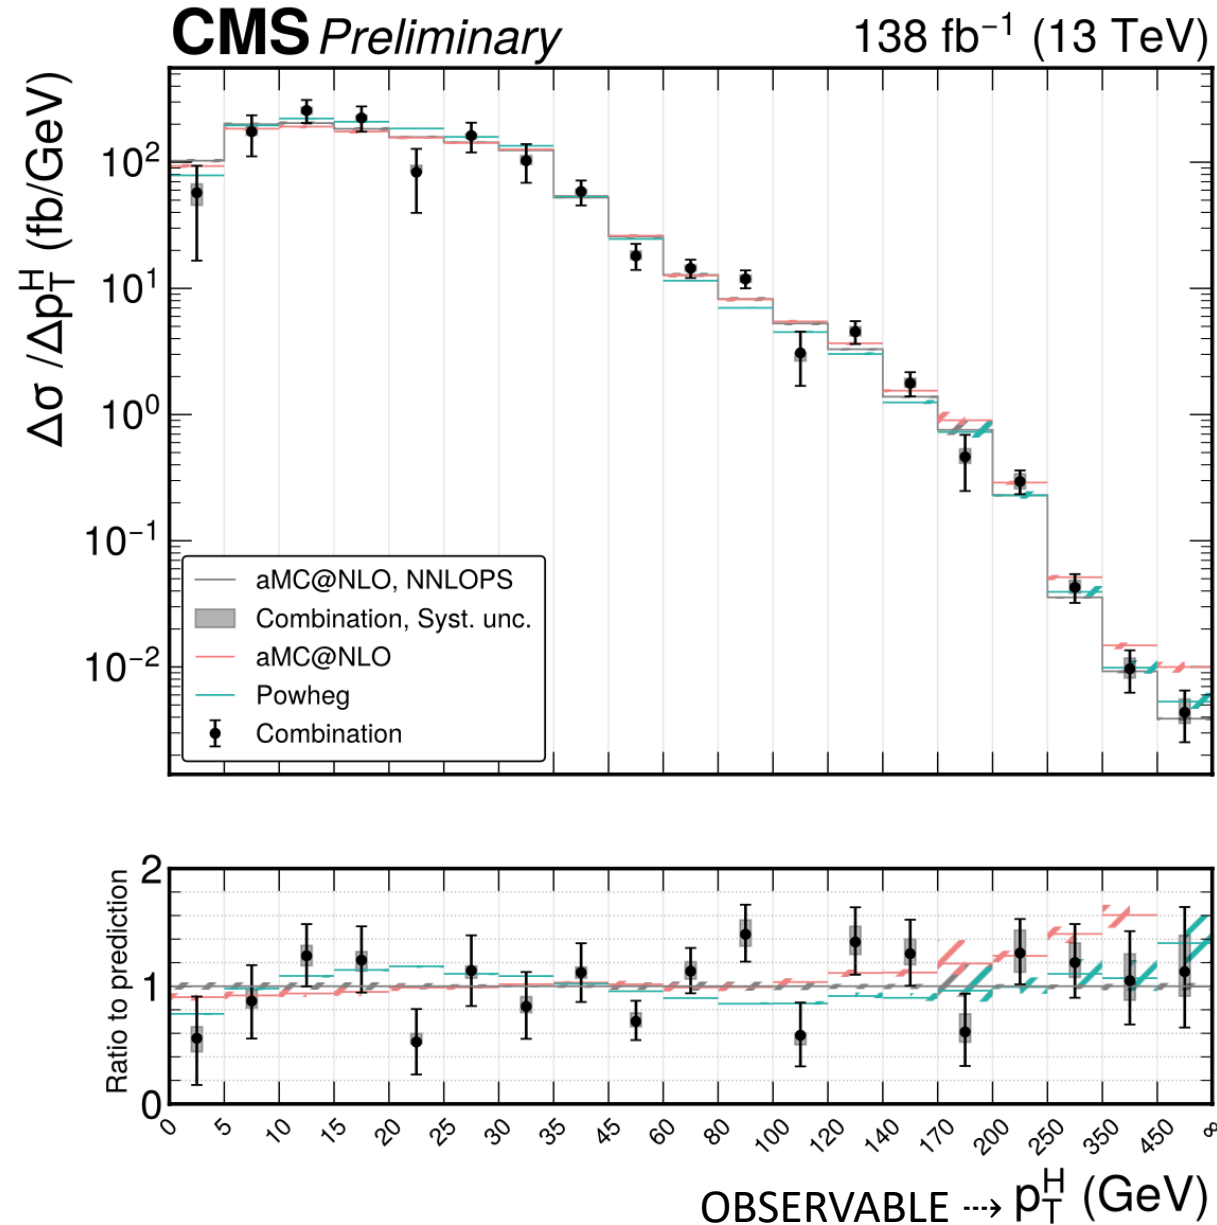 CMS Preliminary 138 fb⁻¹ (13 TeV)
Δσ /Δp_T^H (fb/GeV)
10²
10¹
10⁰
10⁻¹
10⁻²
aMC@NLO, NNLOPS
Combination, Syst. unc.
aMC@NLO
Powheg
Combination
Ratio to prediction
2
1
0
0 5 10 15 20 25 30 35 45 60 80 100 120 140 170 200 250 350 450 ∞
OBSERVABLE ⇢ p_T^H (GeV)